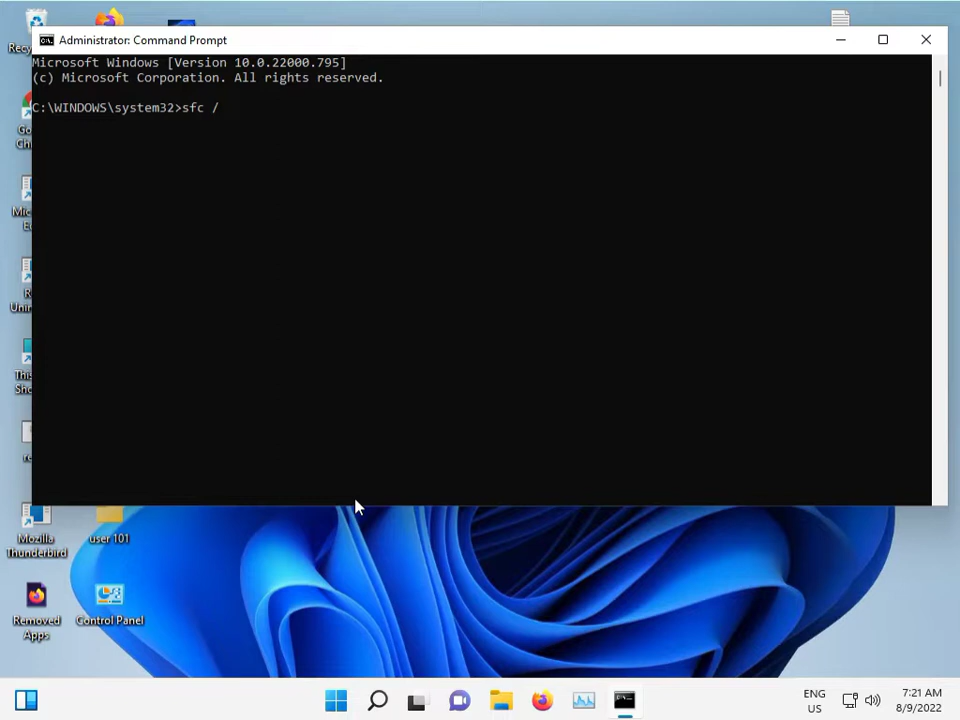 Administrator: Command Prompt
Microsoft Windows [Version 10.0.22000.795]
(c) Microsoft Corporation. All rights reserved.
C:\WINDOWS\system32>sfc /
Mozilla
Thunderbird
user 101
Removed
Apps
Control Panel
ENG
US
7:21 AM
8/9/2022